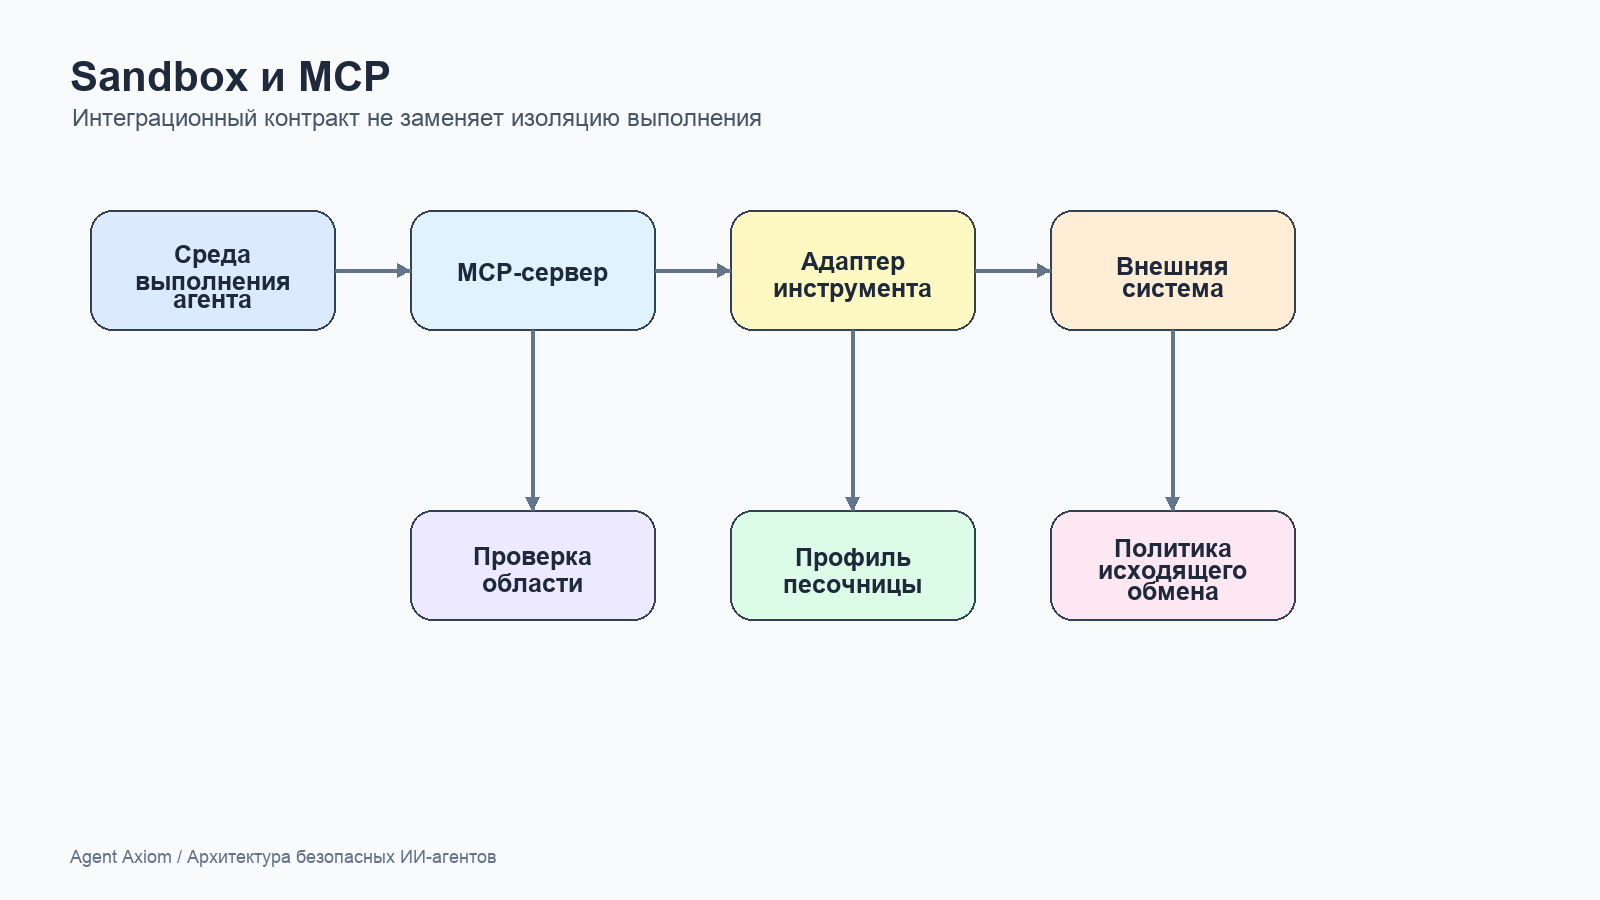 Sandbox и MCP
Интеграционный контракт не заменяет изоляцию выполнения
Среда
выполнения
агента
MCP-сервер
Адаптер
инструмента
Внешняя
система
Проверка
области
Профиль
песочницы
Политика
исходящего
обмена
Agent Axiom / Архитектура безопасных ИИ-агентов